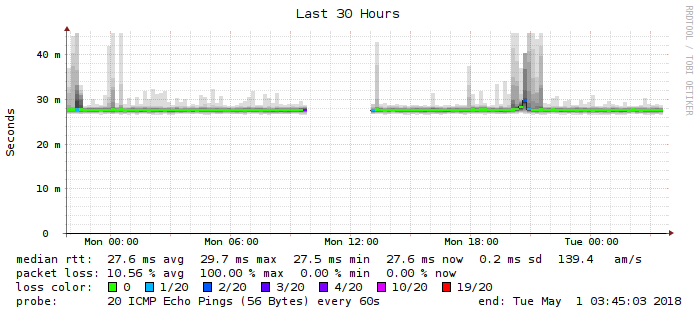 Last 30 Hours
RRDTOOL / TOBI OETIKER
Seconds
40 m
30 m
20 m
10 m
0
Mon 00:00 Mon 06:00 Mon 12:00 Mon 18:00 Tue 00:00
median rtt: 27.6 ms avg 29.7 ms max 27.5 ms min 27.6 ms now 0.2 ms sd 139.4 am/s
packet loss: 10.56 % avg 100.00 % max 0.00 % min 0.00 % now
loss color: 0 1/20 2/20 3/20 4/20 10/20 19/20
probe: 20 ICMP Echo Pings (56 Bytes) every 60s end: Tue May 1 03:45:03 2018